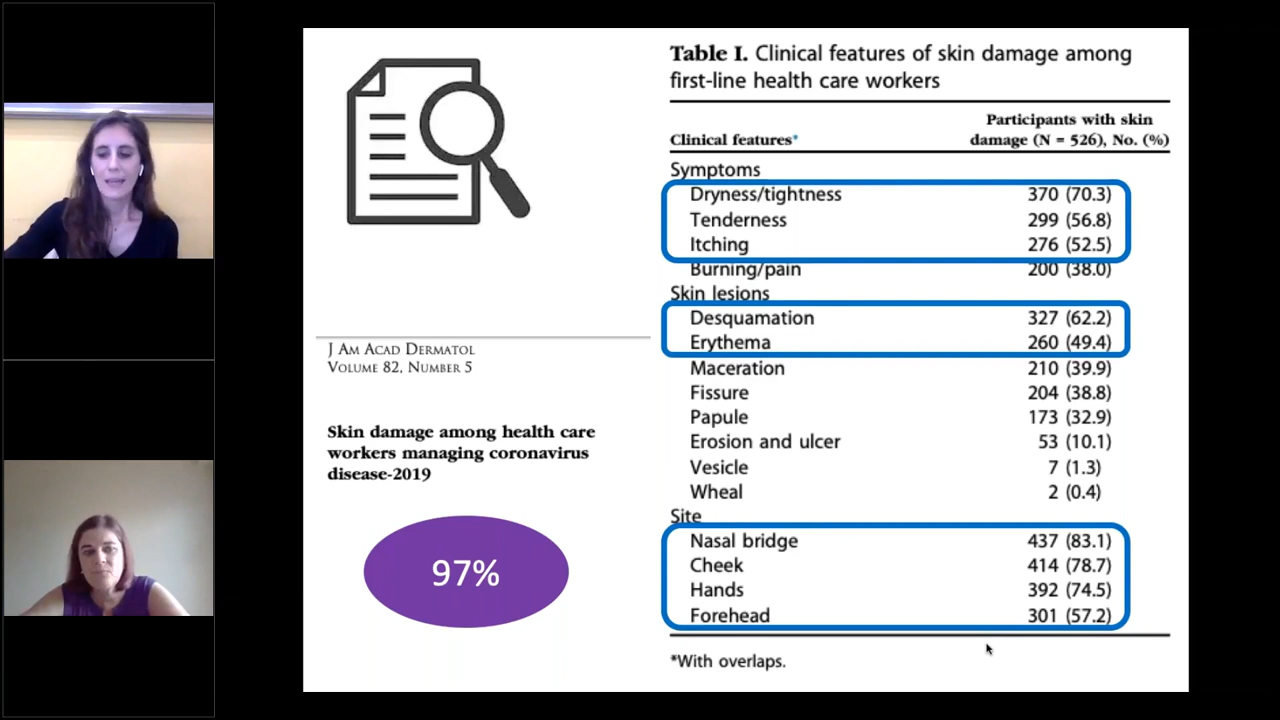 Table I. Clinical features of skin damage among
first-line health care workers
Participants with skin
Clinical features* damage (N = 526), No. (%)
Symptoms
Dryness/tightness 370 (70.3)
Tenderness 299 (56.8)
Itching 276 (52.5)
Burning/pain 200 (38.0)
Skin lesions
Desquamation 327 (62.2)
Erythema 260 (49.4)
Maceration 210 (39.9)
Fissure 204 (38.8)
Papule 173 (32.9)
Erosion and ulcer 53 (10.1)
Vesicle 7 (1.3)
Wheal 2 (0.4)
Site
Nasal bridge 437 (83.1)
Cheek 414 (78.7)
Hands 392 (74.5)
Forehead 301 (57.2)
*With overlaps.
J AM ACAD DERMATOL
VOLUME 82, NUMBER 5
Skin damage among health care
workers managing coronavirus
disease-2019
97%